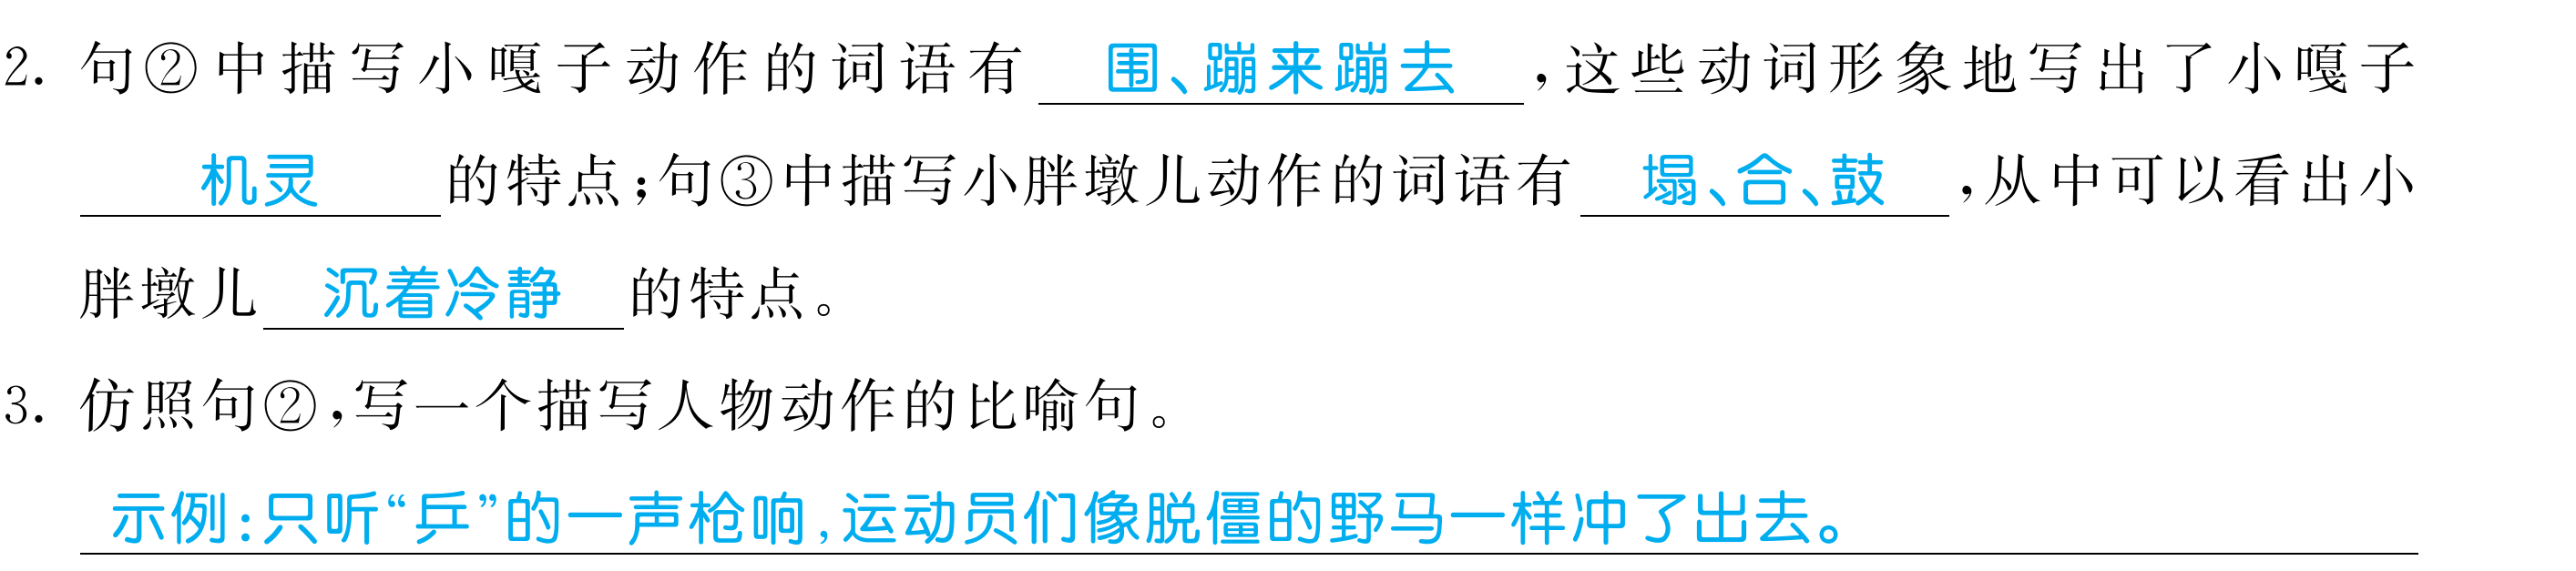 2. 句②中描写小嘎子动作的词语有 围、蹦来蹦去 ,这些动词形象地写出了小嘎子
机灵 的特点;句③中描写小胖墩儿动作的词语有 塌、合、鼓 ,从中可以看出小
胖墩儿 沉着冷静 的特点。
3. 仿照句②,写一个描写人物动作的比喻句。
示例:只听“乒”的一声枪响,运动员们像脱僵的野马一样冲了出去。